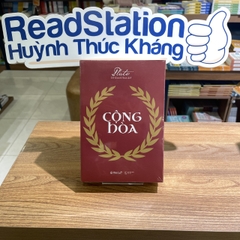 ReadStation
Huỳnh Thúc Kháng
Plato
CỘNG
HÒA